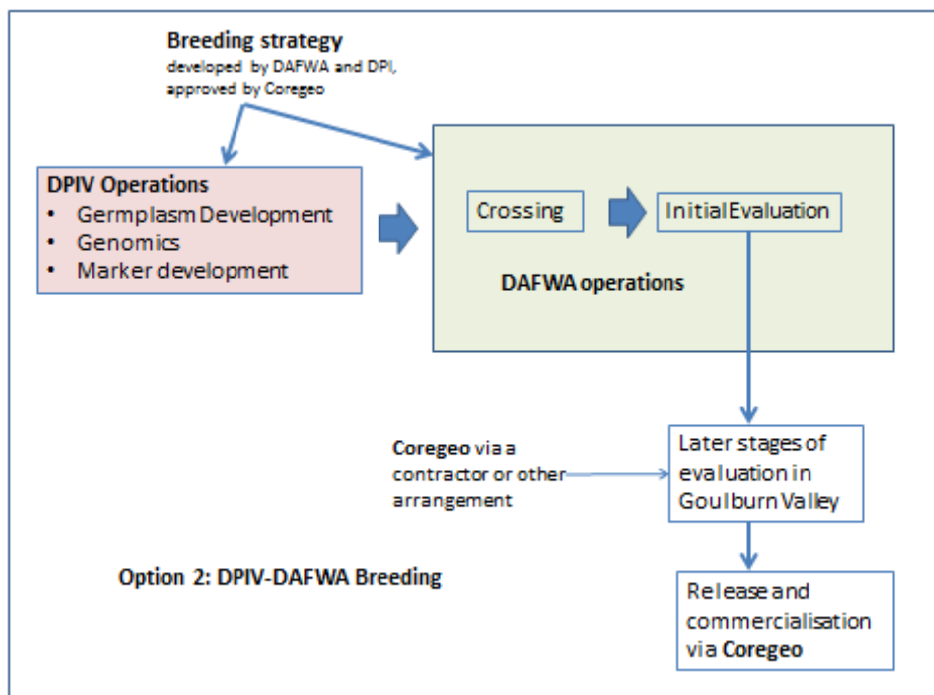 Breeding strategy
developed by DAFWA and DPI,
approved by Coregeo
DPIV Operations
• Germplasm Development
• Genomics
• Marker development
Crossing
Initial Evaluation
DAFWA operations
Coregeo via a
contractor or other
arrangement
Later stages of
evaluation in
Goulburn Valley
Option 2: DPIV-DAFWA Breeding
Release and
commercialisation
via Coregeo